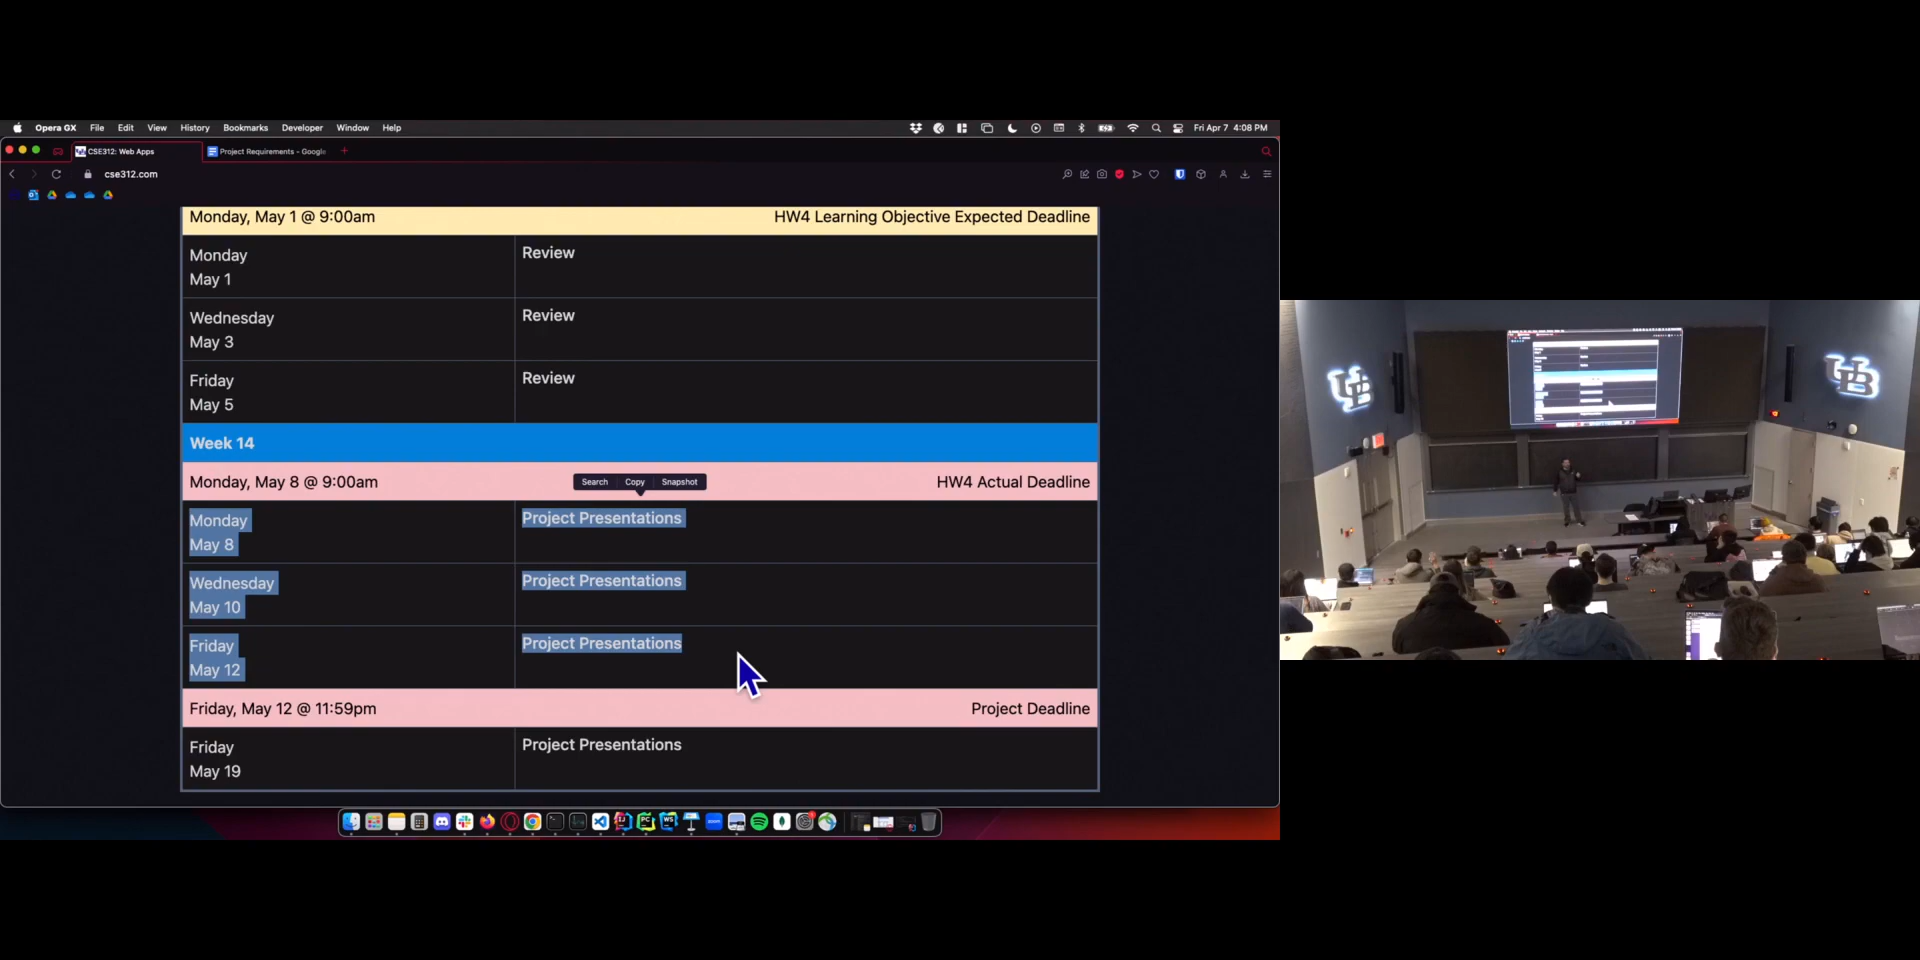 Opera GX File Edit View History Bookmarks Developer Window Help Fri Apr 7 4:08 PM
CSE312: Web Apps Project Requirements - Google
cse312.com
Monday, May 1 @ 9:00am HW4 Learning Objective Expected Deadline
Monday Review
May 1
Wednesday Review
May 3
Friday Review
May 5
Week 14
Monday, May 8 @ 9:00am Search Copy Snapshot HW4 Actual Deadline
Monday Project Presentations
May 8
Wednesday Project Presentations
May 10
Friday Project Presentations
May 12
Friday, May 12 @ 11:59pm Project Deadline
Friday Project Presentations
May 19
UB
UB